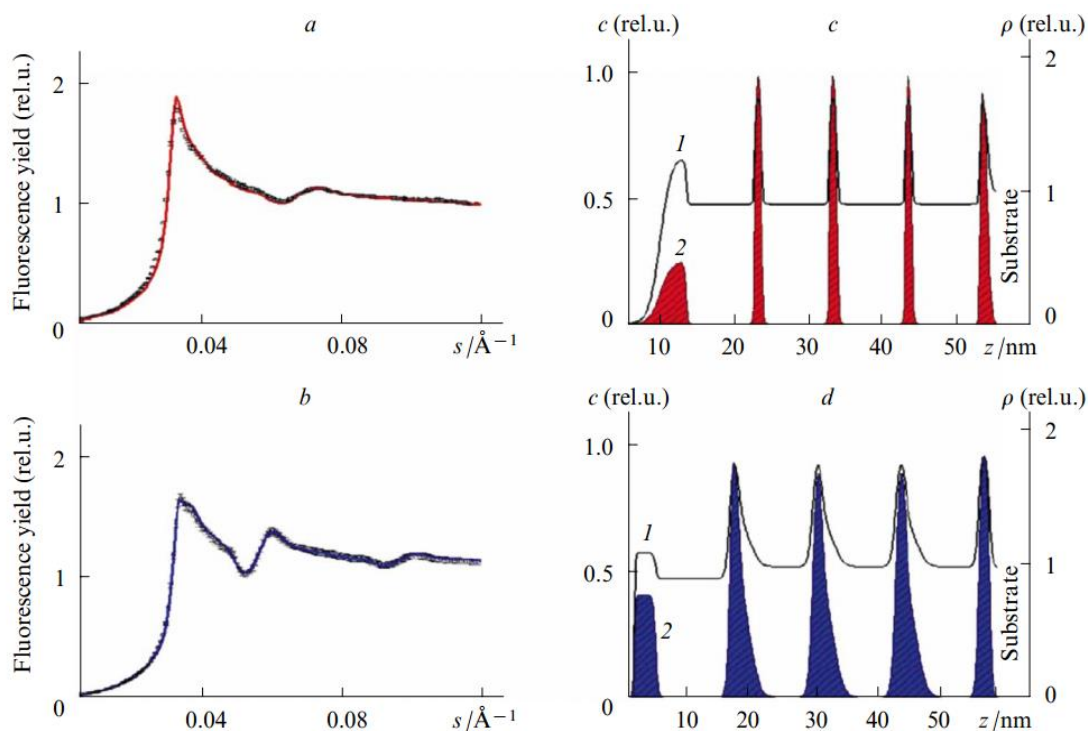 a
Fluorescence yield (rel.u.)
2
1
0
0.04
0.08
s/Å⁻¹
c (rel.u.)
c
ρ (rel.u.)
1.0
0.5
0
1
2
2
1
0
Substrate
10
20
30
40
50
z/nm
b
Fluorescence yield (rel.u.)
2
1
0
0.04
0.08
s/Å⁻¹
c (rel.u.)
d
ρ (rel.u.)
1.0
0.5
0
1
2
2
1
0
Substrate
10
20
30
40
50
z/nm